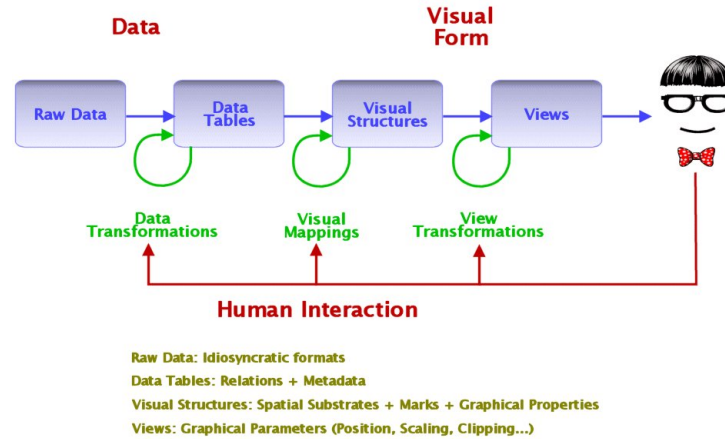 Data
Visual
Form
Raw Data
Data
Tables
Visual
Structures
Views
Data
Transformations
Visual
Mappings
View
Transformations
Human Interaction
Raw Data: Idiosyncratic formats
Data Tables: Relations + Metadata
Visual Structures: Spatial Substrates + Marks + Graphical Properties
Views: Graphical Parameters (Position, Scaling, Clipping...)